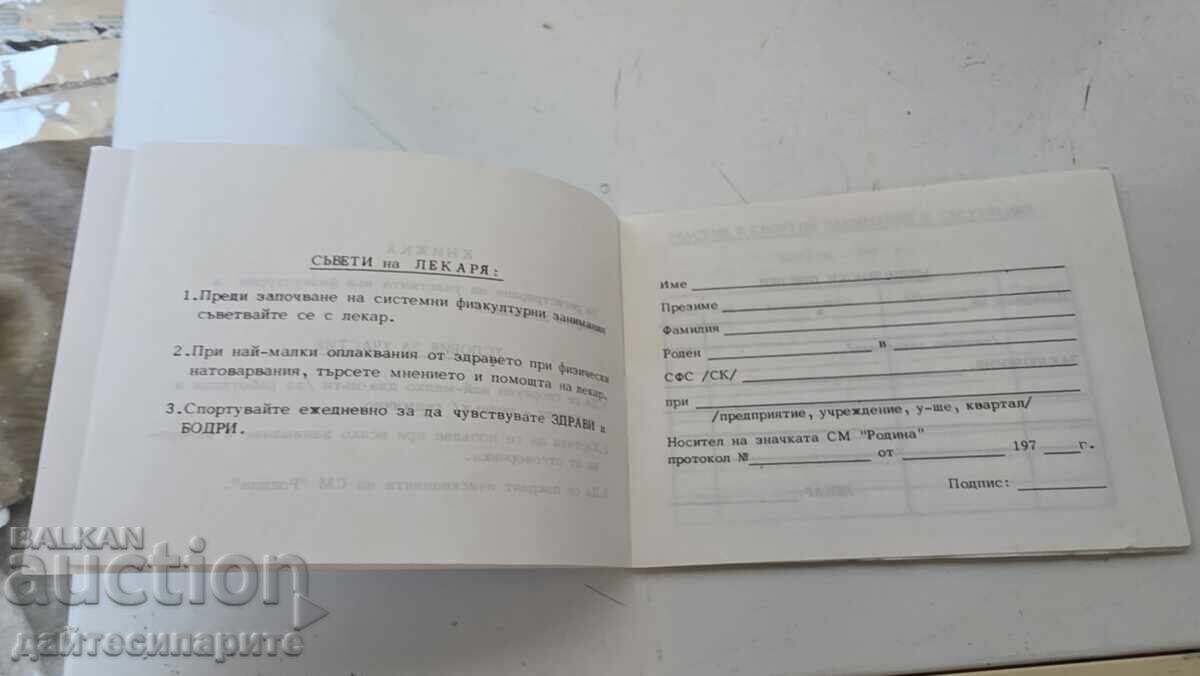 СЪВЕТИ на ЛЕКАРЯ:
1.Преди започване на системни физкултурни занимания
съветвайте се с лекар.
2.При най-малки оплаквания от здравето при физически
натоварвания, търсете мнението и помощта на лекар.
3.Спортувайте ежедневно за да чувствувате ЗДРАВИ и
БОДРИ.
Име
Презиме
Фамилия
Роден в
СФС /СК/
при
/предприятие, учреждение, у-ще, квартал/
Носител на значката СМ "Родина"
протокол № от 197 г.
Подпис:
BALKAN
auction
дайтесипарите